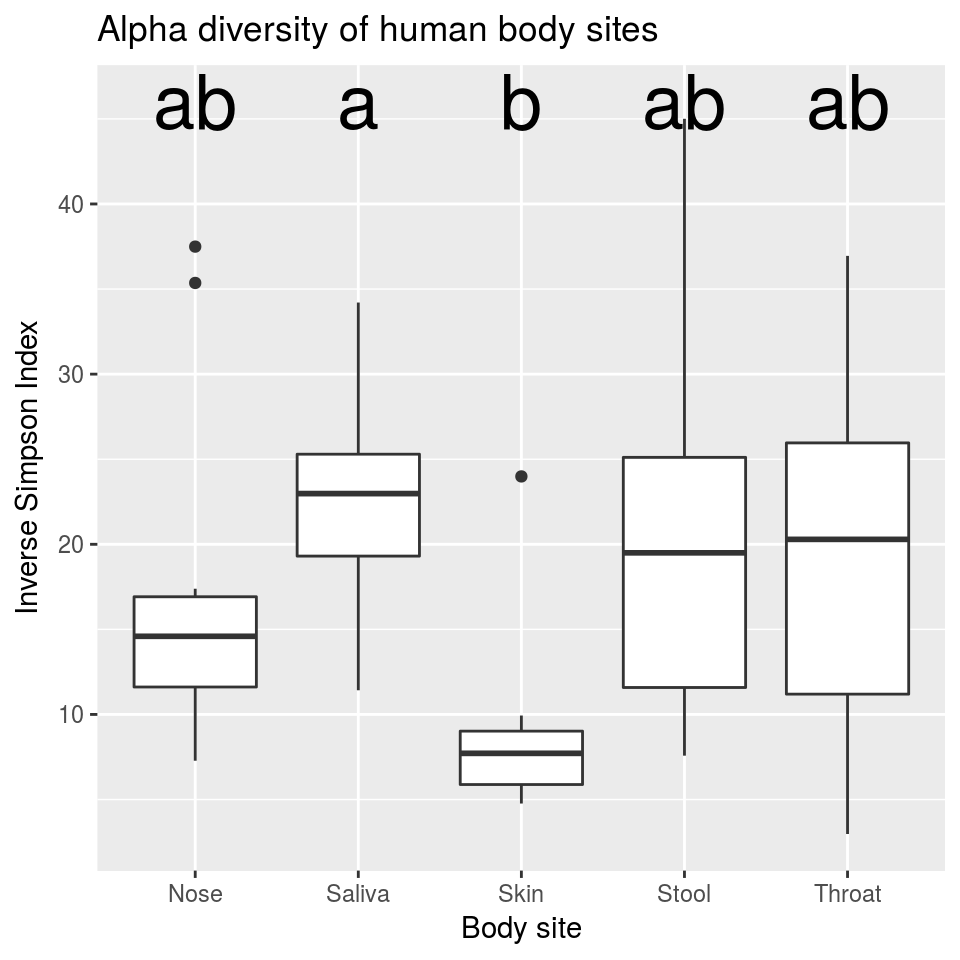 Alpha diversity of human body sites
ab a b ab ab
40
30
20
10
Inverse Simpson Index
Nose Saliva Skin Stool Throat
Body site